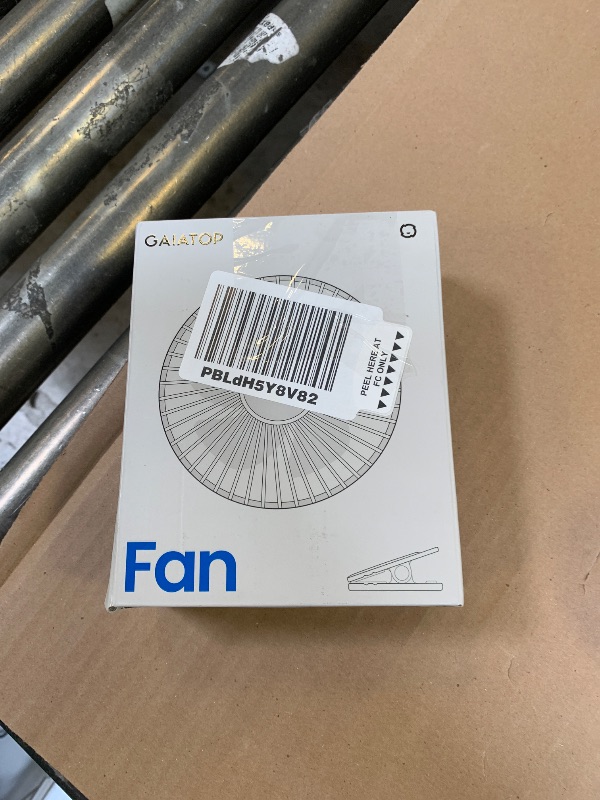 GAIATOP
PBLdH5Y8V82
PEEL HERE AT
FC ONLY
Fan